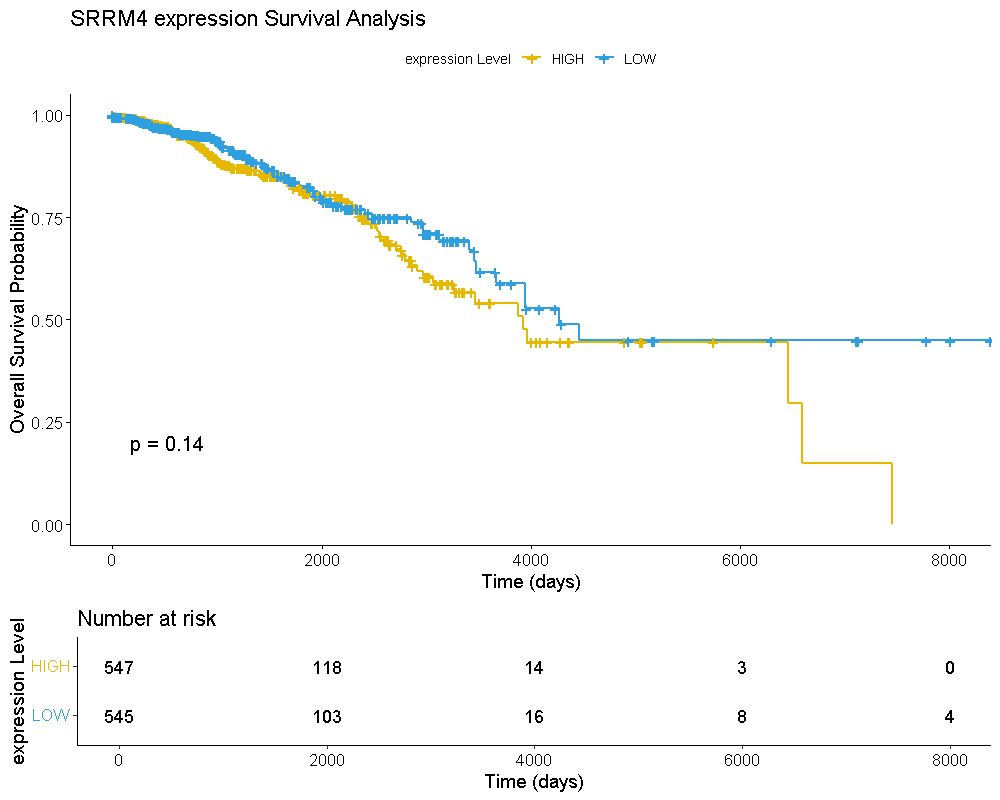 SRRM4 expression Survival Analysis
expression Level HIGH LOW
Overall Survival Probability
1.00
0.75
0.50
0.25
0.00
p = 0.14
0 2000 4000 6000 8000
Time (days)
Number at risk
expression Level
HIGH 547 118 14 3 0
LOW 545 103 16 8 4
0 2000 4000 6000 8000
Time (days)